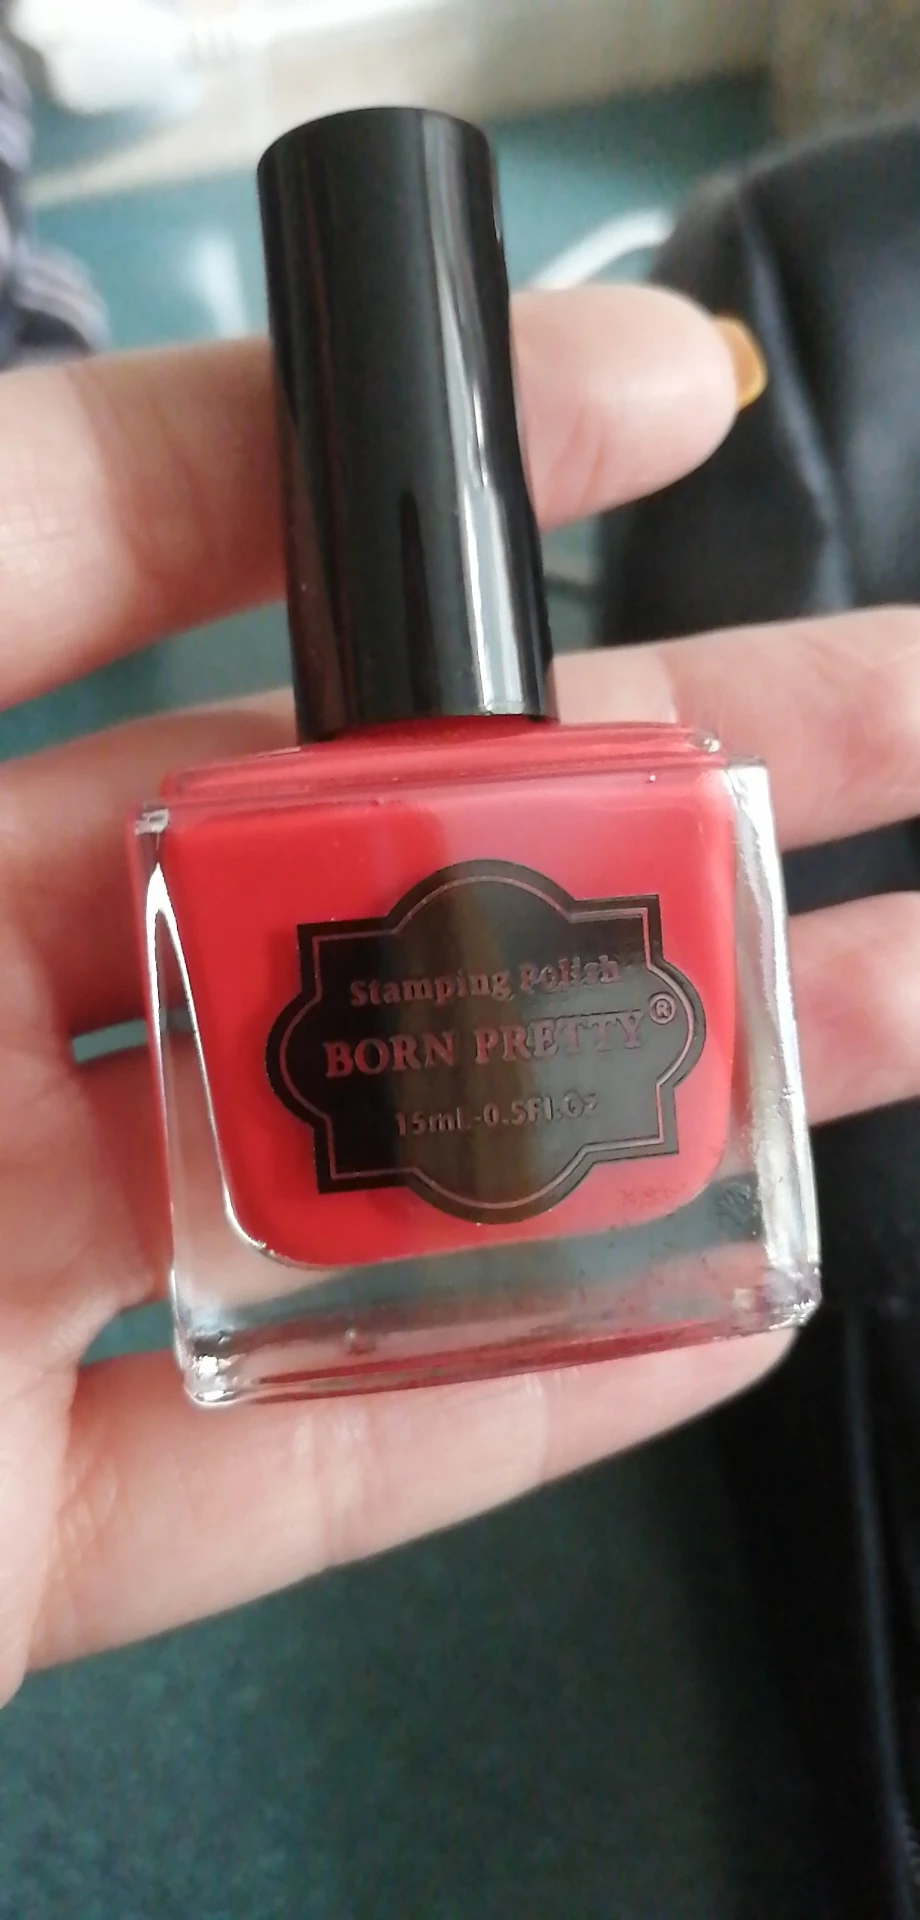 Stamping Polish
BORN PRETTY®
15mL-0.5Fl.Oz